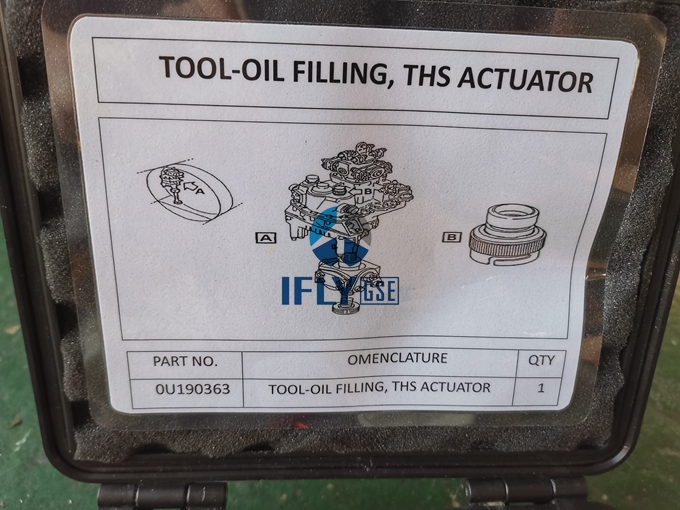 TOOL-OIL FILLING, THS ACTUATOR
A
B
A
B
IFLY GSE
PART NO. OMENCLATURE QTY
0U190363 TOOL-OIL FILLING, THS ACTUATOR 1